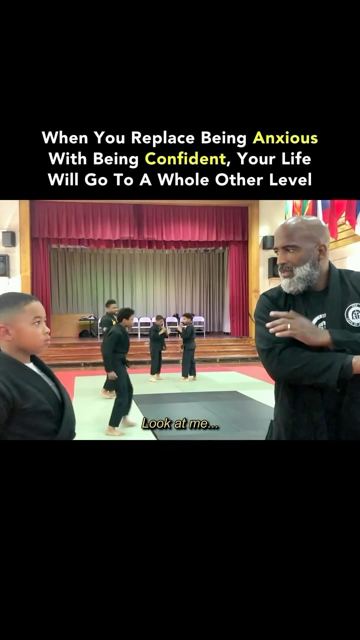 When You Replace Being Anxious
With Being Confident, Your Life
Will Go To A Whole Other Level
Look at me...